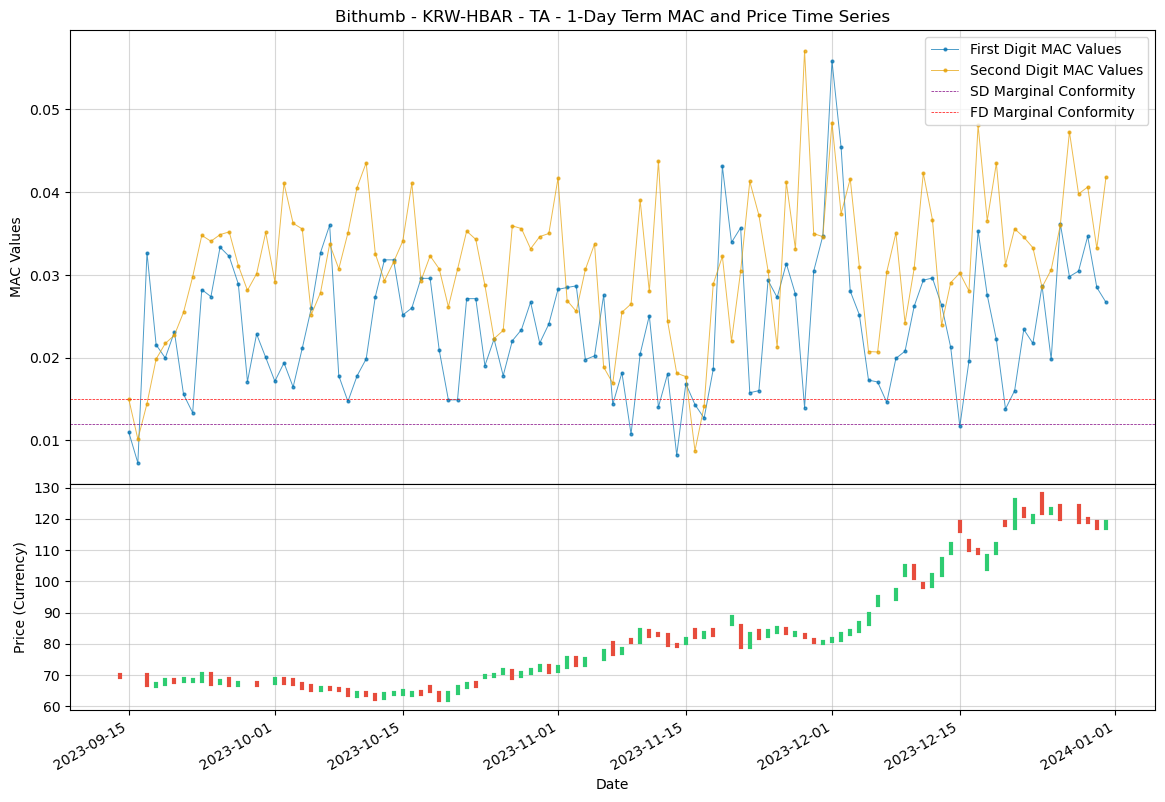 Bithumb - KRW-HBAR - TA - 1-Day Term MAC and Price Time Series
First Digit MAC Values
Second Digit MAC Values
SD Marginal Conformity
FD Marginal Conformity
MAC Values
0.05
0.04
0.03
0.02
0.01
Price (Currency)
130
120
110
100
90
80
70
60
2023-09-15
2023-10-01
2023-10-15
2023-11-01
2023-11-15
2023-12-01
2023-12-15
2024-01-01
Date